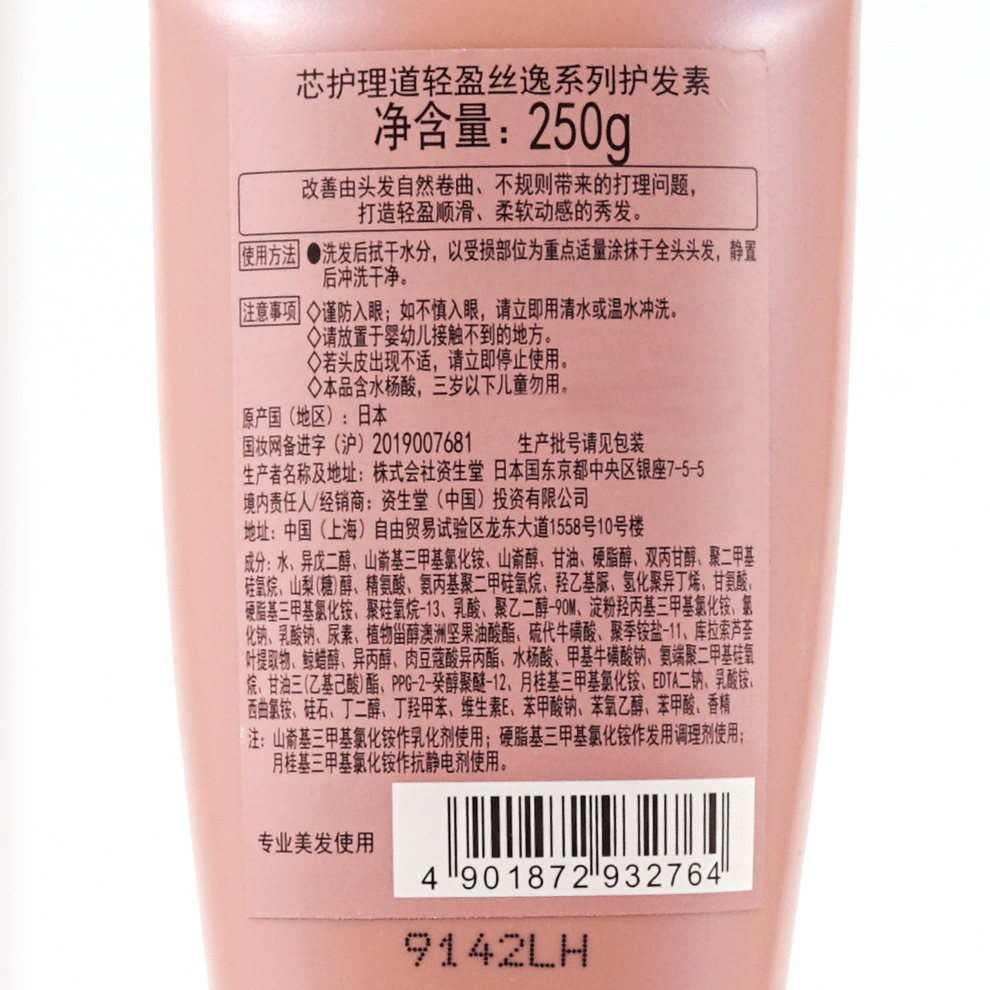 芯护理道轻盈丝逸系列护发素
净含量：250g
改善由头发自然卷曲、不规则带来的打理问题，
打造轻盈顺滑、柔软动感的秀发。
使用方法 ●洗发后拭干水分，以受损部位为重点适量涂抹于全头头发，静置
后冲洗干净。
注意事项 ◇谨防入眼；如不慎入眼，请立即用清水或温水冲洗。
◇请放置于婴幼儿接触不到的地方。
◇若头皮出现不适，请立即停止使用。
◇本品含水杨酸，三岁以下儿童勿用。
原产国（地区）：日本
国妆网备进字（沪）2019007681 生产批号请见包装
生产者名称及地址：株式会社资生堂 日本国东京都中央区银座7-5-5
境内责任人/经销商：资生堂（中国）投资有限公司
地址：中国（上海）自由贸易试验区龙东大道1558号10号楼
成分：水、异戊二醇、山嵛基三甲基氯化铵、山嵛醇、甘油、硬脂醇、双丙甘醇、聚二甲基
硅氧烷、山梨(糖)醇、精氨酸、氨丙基聚二甲硅氧烷、羟乙基脲、氢化聚异丁烯、甘氨酸、
硬脂基三甲基氯化铵、聚硅氧烷-13、乳酸、聚乙二醇-90M、淀粉羟丙基三甲基氯化铵、氯
化钠、乳酸钠、尿素、植物甾醇澳洲坚果油酸酯、硫代牛磺酸、聚季铵盐-11、库拉索芦荟
叶提取物、鲸蜡醇、异丙醇、肉豆蔻酸异丙酯、水杨酸、甲基牛磺酸钠、氨端聚二甲基硅氧
烷、甘油三(乙基己酸)酯、PPG-2-癸醇聚醚-12、月桂基三甲基氯化铵、EDTA二钠、乳酸铵、
西曲氯铵、硅石、丁二醇、丁羟甲苯、维生素E、苯甲酸钠、苯氧乙醇、苯甲酸、香精
注：山嵛基三甲基氯化铵作乳化剂使用；硬脂基三甲基氯化铵作发用调理剂使用；
月桂基三甲基氯化铵作抗静电剂使用。
专业美发使用
4 901872 932764
9142LH